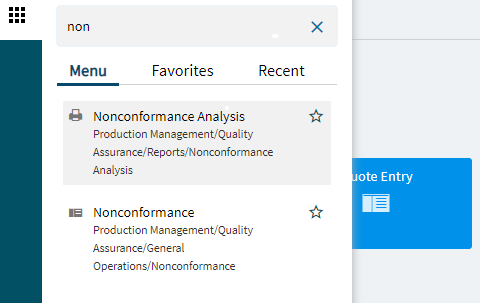 non
Menu Favorites Recent
Nonconformance Analysis
Production Management/Quality
Assurance/Reports/Nonconformance
Analysis
Nonconformance
Production Management/Quality
Assurance/General
Operations/Nonconformance
uote Entry